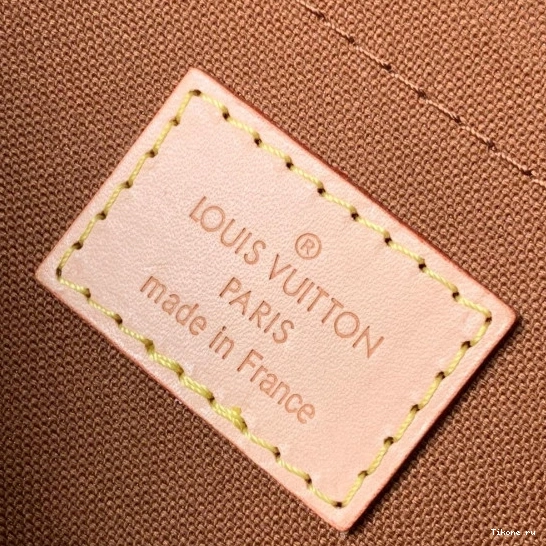 ®
LOUIS VUITTON
PARIS
made in France
Tikone.ru